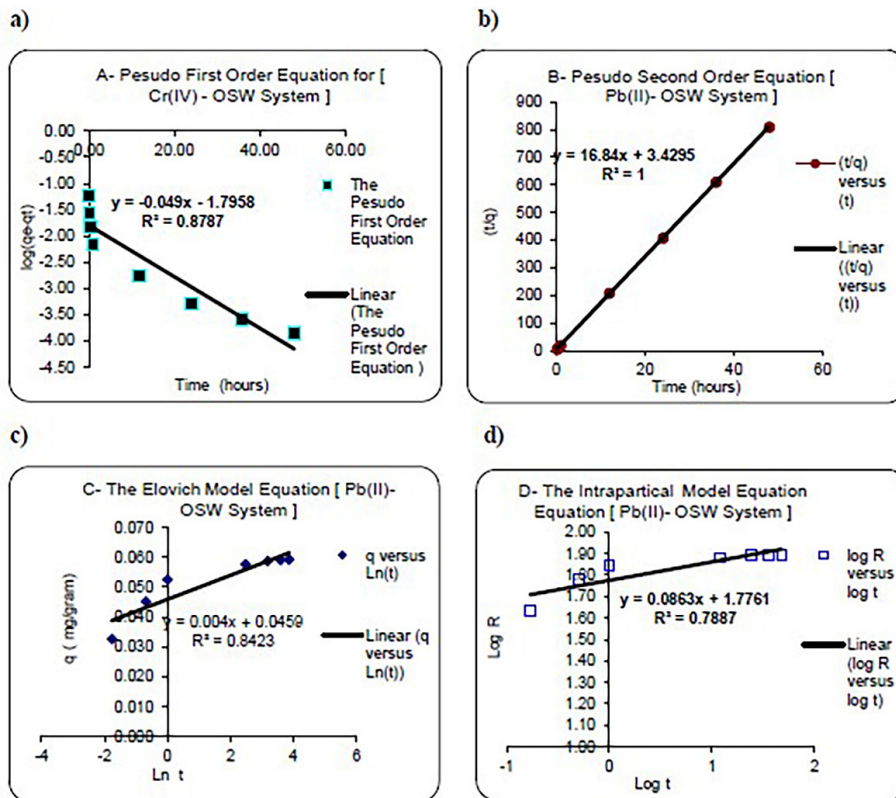 a)
A- Pesudo First Order Equation for [
Cr(IV) - OSW System ]
0.00
-0.50
-1.00
-1.50
-2.00
-2.50
-3.00
-3.50
-4.00
-4.50
0.00 20.00 40.00 60.00
log(qe-qt)
Time (hours)
y = -0.049x - 1.7958
R² = 0.8787
The
Pesudo
First Order
Equation
Linear
(The
Pesudo
First Order
Equation )
b)
B- Pesudo Second Order Equation [
Pb(II)- OSW System ]
900
800
700
600
500
400
300
200
100
0
0 20 40 60
(t/q)
Time (hours)
y = 16.84x + 3.4295
R² = 1
(t/q)
versus
(t)
Linear
((t/q)
versus
(t))
c)
C- The Elovich Model Equation [ Pb(II)-
OSW System ]
0.070
0.060
0.050
0.040
0.030
0.020
0.010
0.000
-4 -2 0 2 4 6
q ( mg/gram)
Ln t
y = 0.004x + 0.0459
R² = 0.8423
q versus
Ln(t)
Linear (q
versus
Ln(t))
d)
D- The Intrapartical Model Equation
Equation [ Pb(II)- OSW System ]
2.00
1.90
1.80
1.70
1.60
1.50
1.40
1.30
1.20
1.10
1.00
-1 0 1 2
Log R
Log t
y = 0.0863x + 1.7761
R² = 0.7887
log R
versus
log t
Linear
(log R
versus
log t)